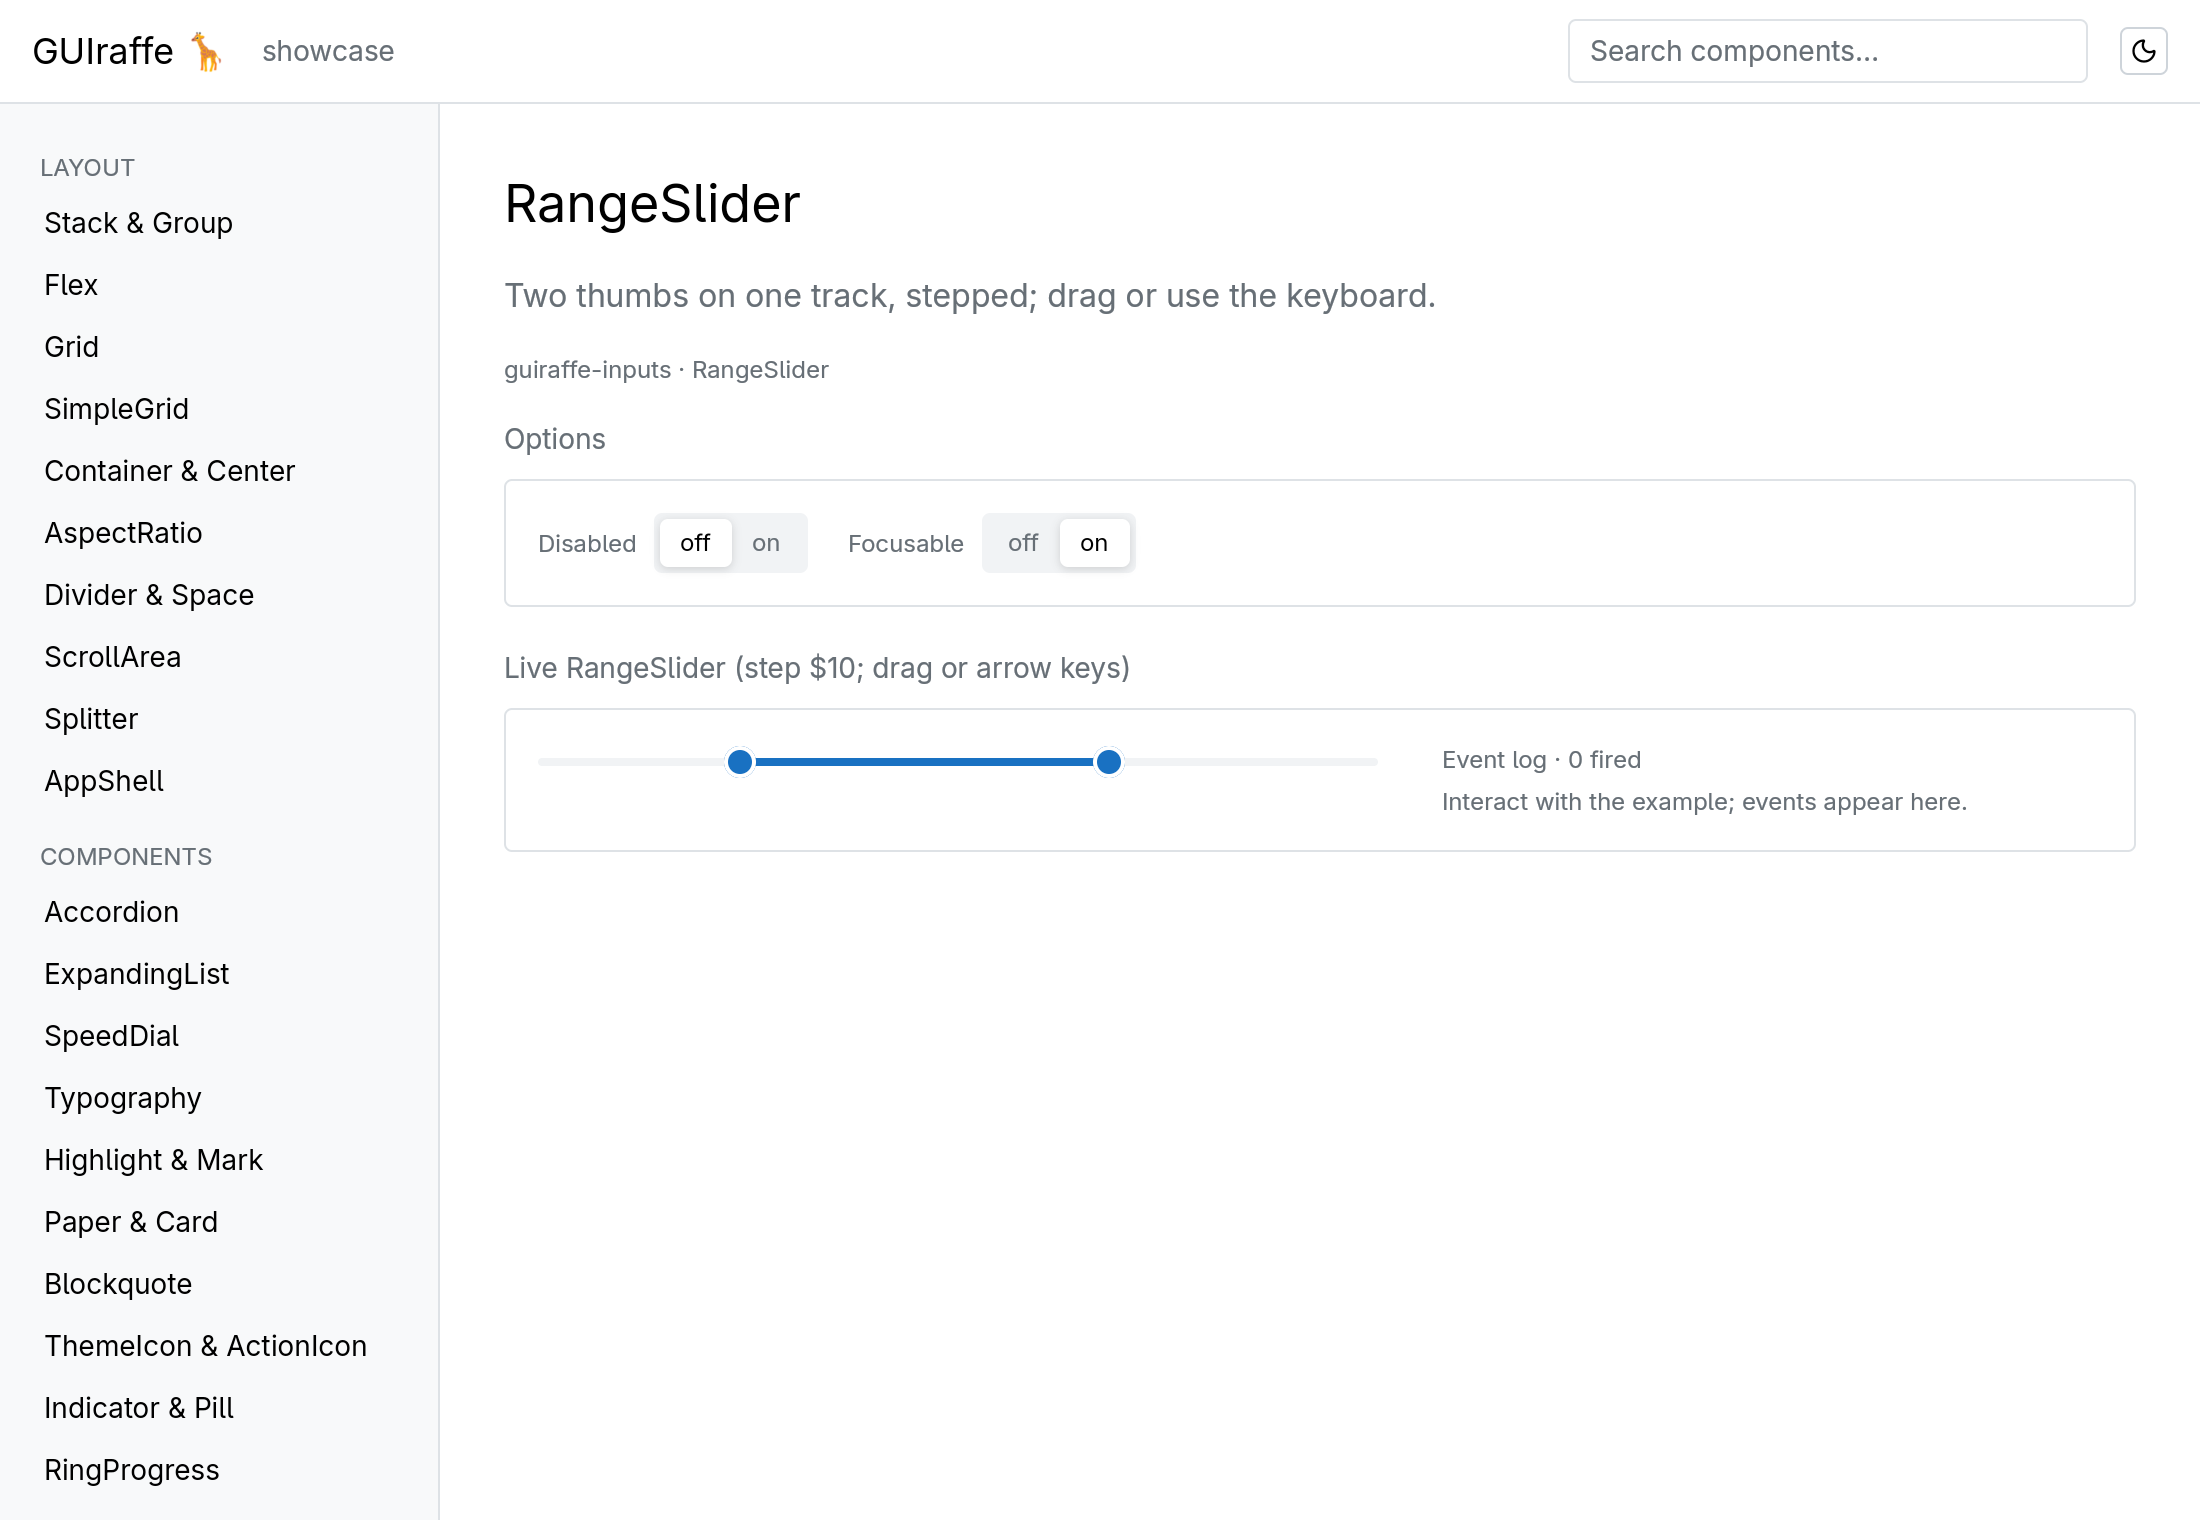 GUIraffe 🦒 showcase Search components...
LAYOUT
Stack & Group
Flex
Grid
SimpleGrid
Container & Center
AspectRatio
Divider & Space
ScrollArea
Splitter
AppShell
COMPONENTS
Accordion
ExpandingList
SpeedDial
Typography
Highlight & Mark
Paper & Card
Blockquote
ThemeIcon & ActionIcon
Indicator & Pill
RingProgress
RangeSlider
Two thumbs on one track, stepped; drag or use the keyboard.
guiraffe-inputs · RangeSlider
Options
Disabled off on Focusable off on
Live RangeSlider (step $10; drag or arrow keys)
Event log · 0 fired
Interact with the example; events appear here.